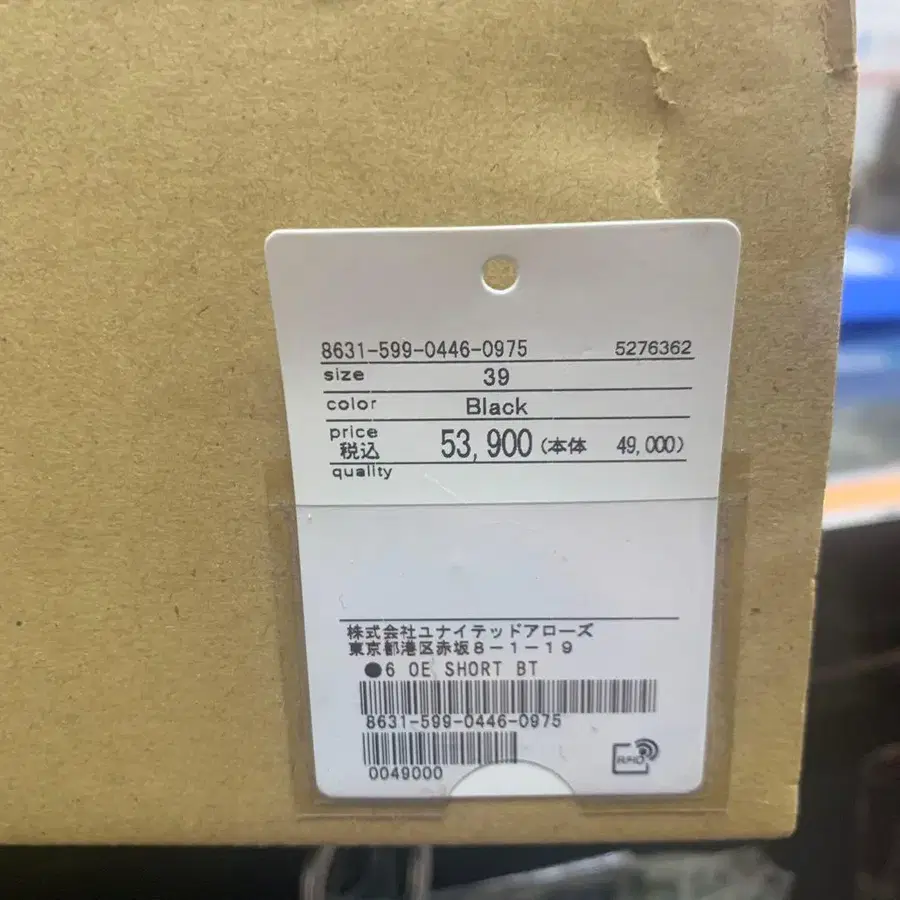 8631-599-0446-0975 5276362
size 39
color Black
price
税込 53,900 (本体 49,000)
quality
株式会社ユナイテッドアローズ
東京都港区赤坂8-1-19
●6 OE SHORT BT
8631-599-0446-0975
0049000
RFID